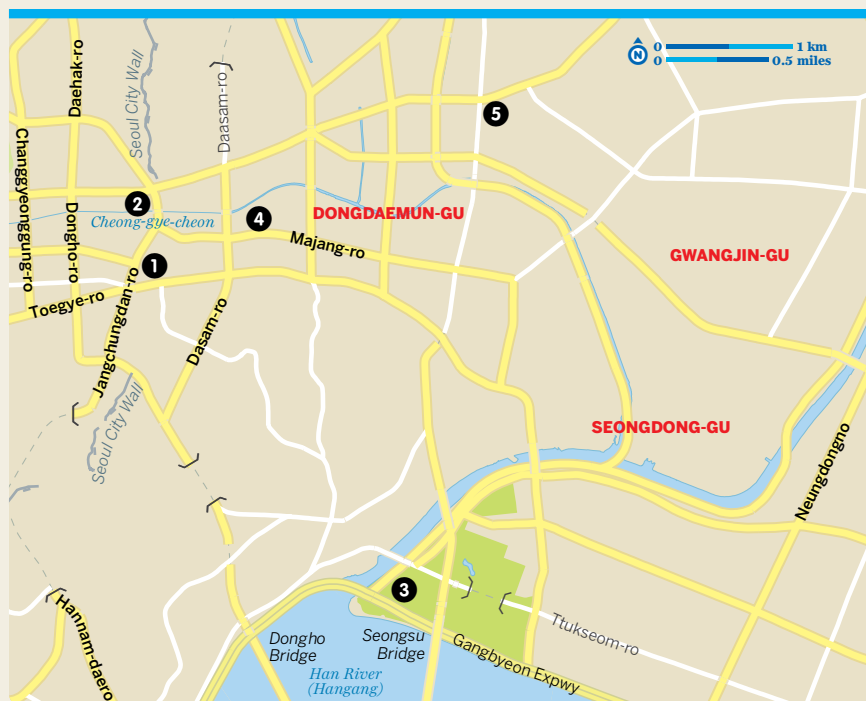 0 1 km
N
0 0.5 miles
Daehak-ro
Seoul City Wall
Daasam-ro
Changgyeonggung-ro
5
2
Cheong-gye-cheon
4
DONGDAEMUN-GU
Dongho-ro
Majang-ro
GWANGJIN-GU
1
Toegye-ro
Jangchungdan-ro
Dasam-ro
Seoul City Wall
SEONGDONG-GU
Neungdongno
3
Hannam-daero
Ttukseom-ro
Dongho
Bridge
Seongsu
Bridge
Gangbyeon Expwy
Han River
(Hangang)